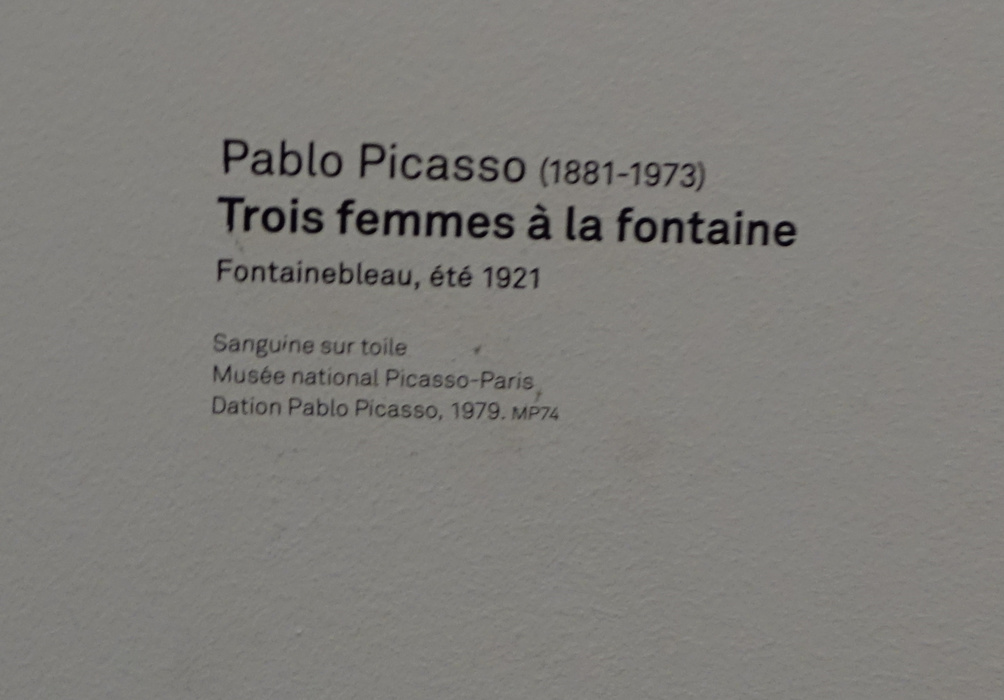 Pablo Picasso (1881-1973)
Trois femmes à la fontaine
Fontainebleau, été 1921
Sanguine sur toile
Musée national Picasso-Paris
Dation Pablo Picasso, 1979. MP74